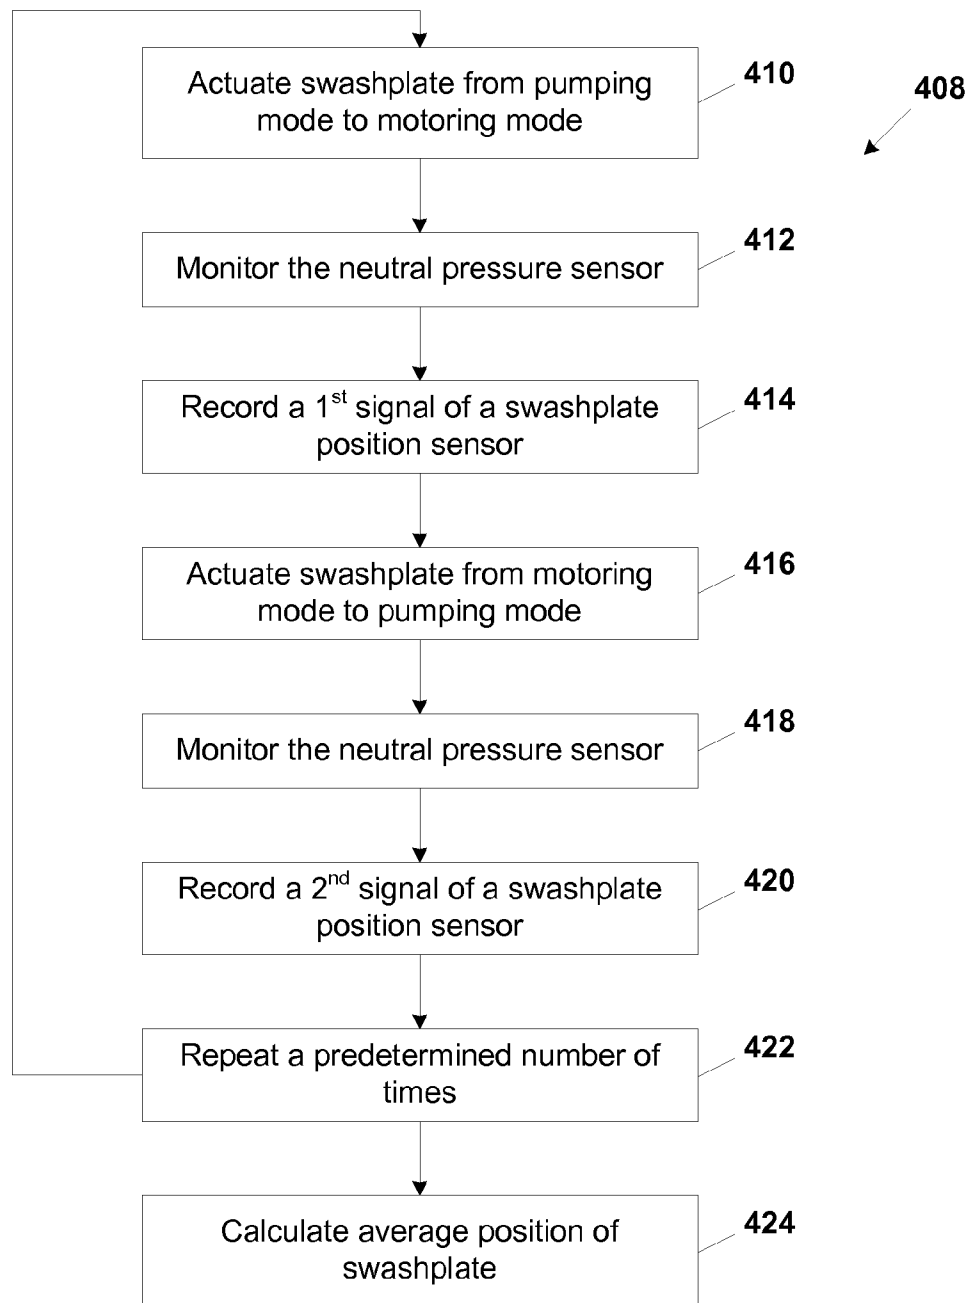 Actuate swashplate from pumping
mode to motoring mode
410
408
Monitor the neutral pressure sensor
412
Record a 1st signal of a swashplate
position sensor
414
Actuate swashplate from motoring
mode to pumping mode
416
Monitor the neutral pressure sensor
418
Record a 2nd signal of a swashplate
position sensor
420
Repeat a predetermined number of
times
422
Calculate average position of
swashplate
424